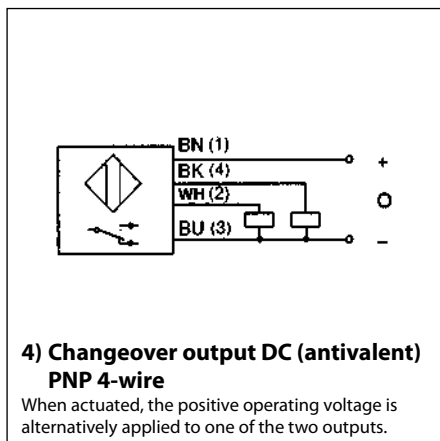 BN (1)
+
BK (4)
WH (2)
O
BU (3)
−
4) Changeover output DC (antivalent)
PNP 4-wire
When actuated, the positive operating voltage is
alternatively applied to one of the two outputs.